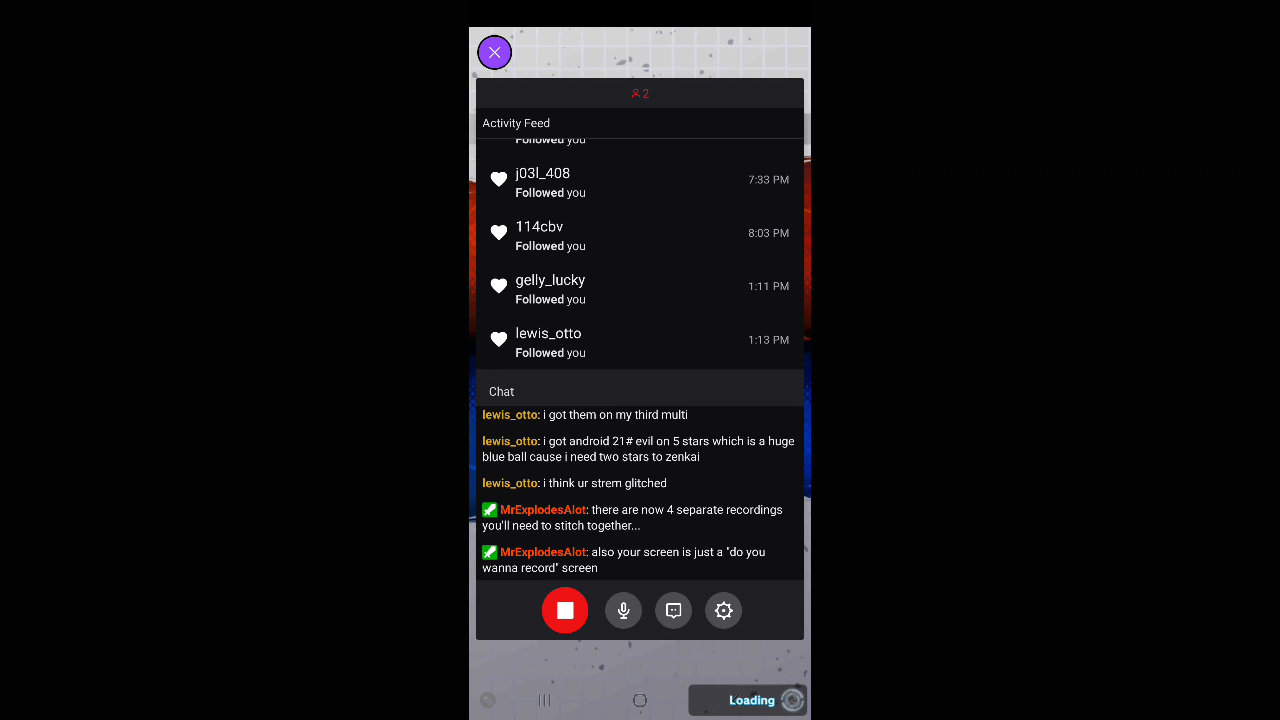 2
Activity Feed
Followed you
j03l_408
7:33 PM
Followed you
114cbv
8:03 PM
Followed you
gelly_lucky
1:11 PM
Followed you
lewis_otto
1:13 PM
Followed you
Chat
lewis_otto: i got them on my third multi
lewis_otto: i got android 21# evil on 5 stars which is a huge
blue ball cause i need two stars to zenkai
lewis_otto: i think ur strem glitched
MrExplodesAlot: there are now 4 separate recordings
you'll need to stitch together...
MrExplodesAlot: also your screen is just a "do you
wanna record" screen
Loading